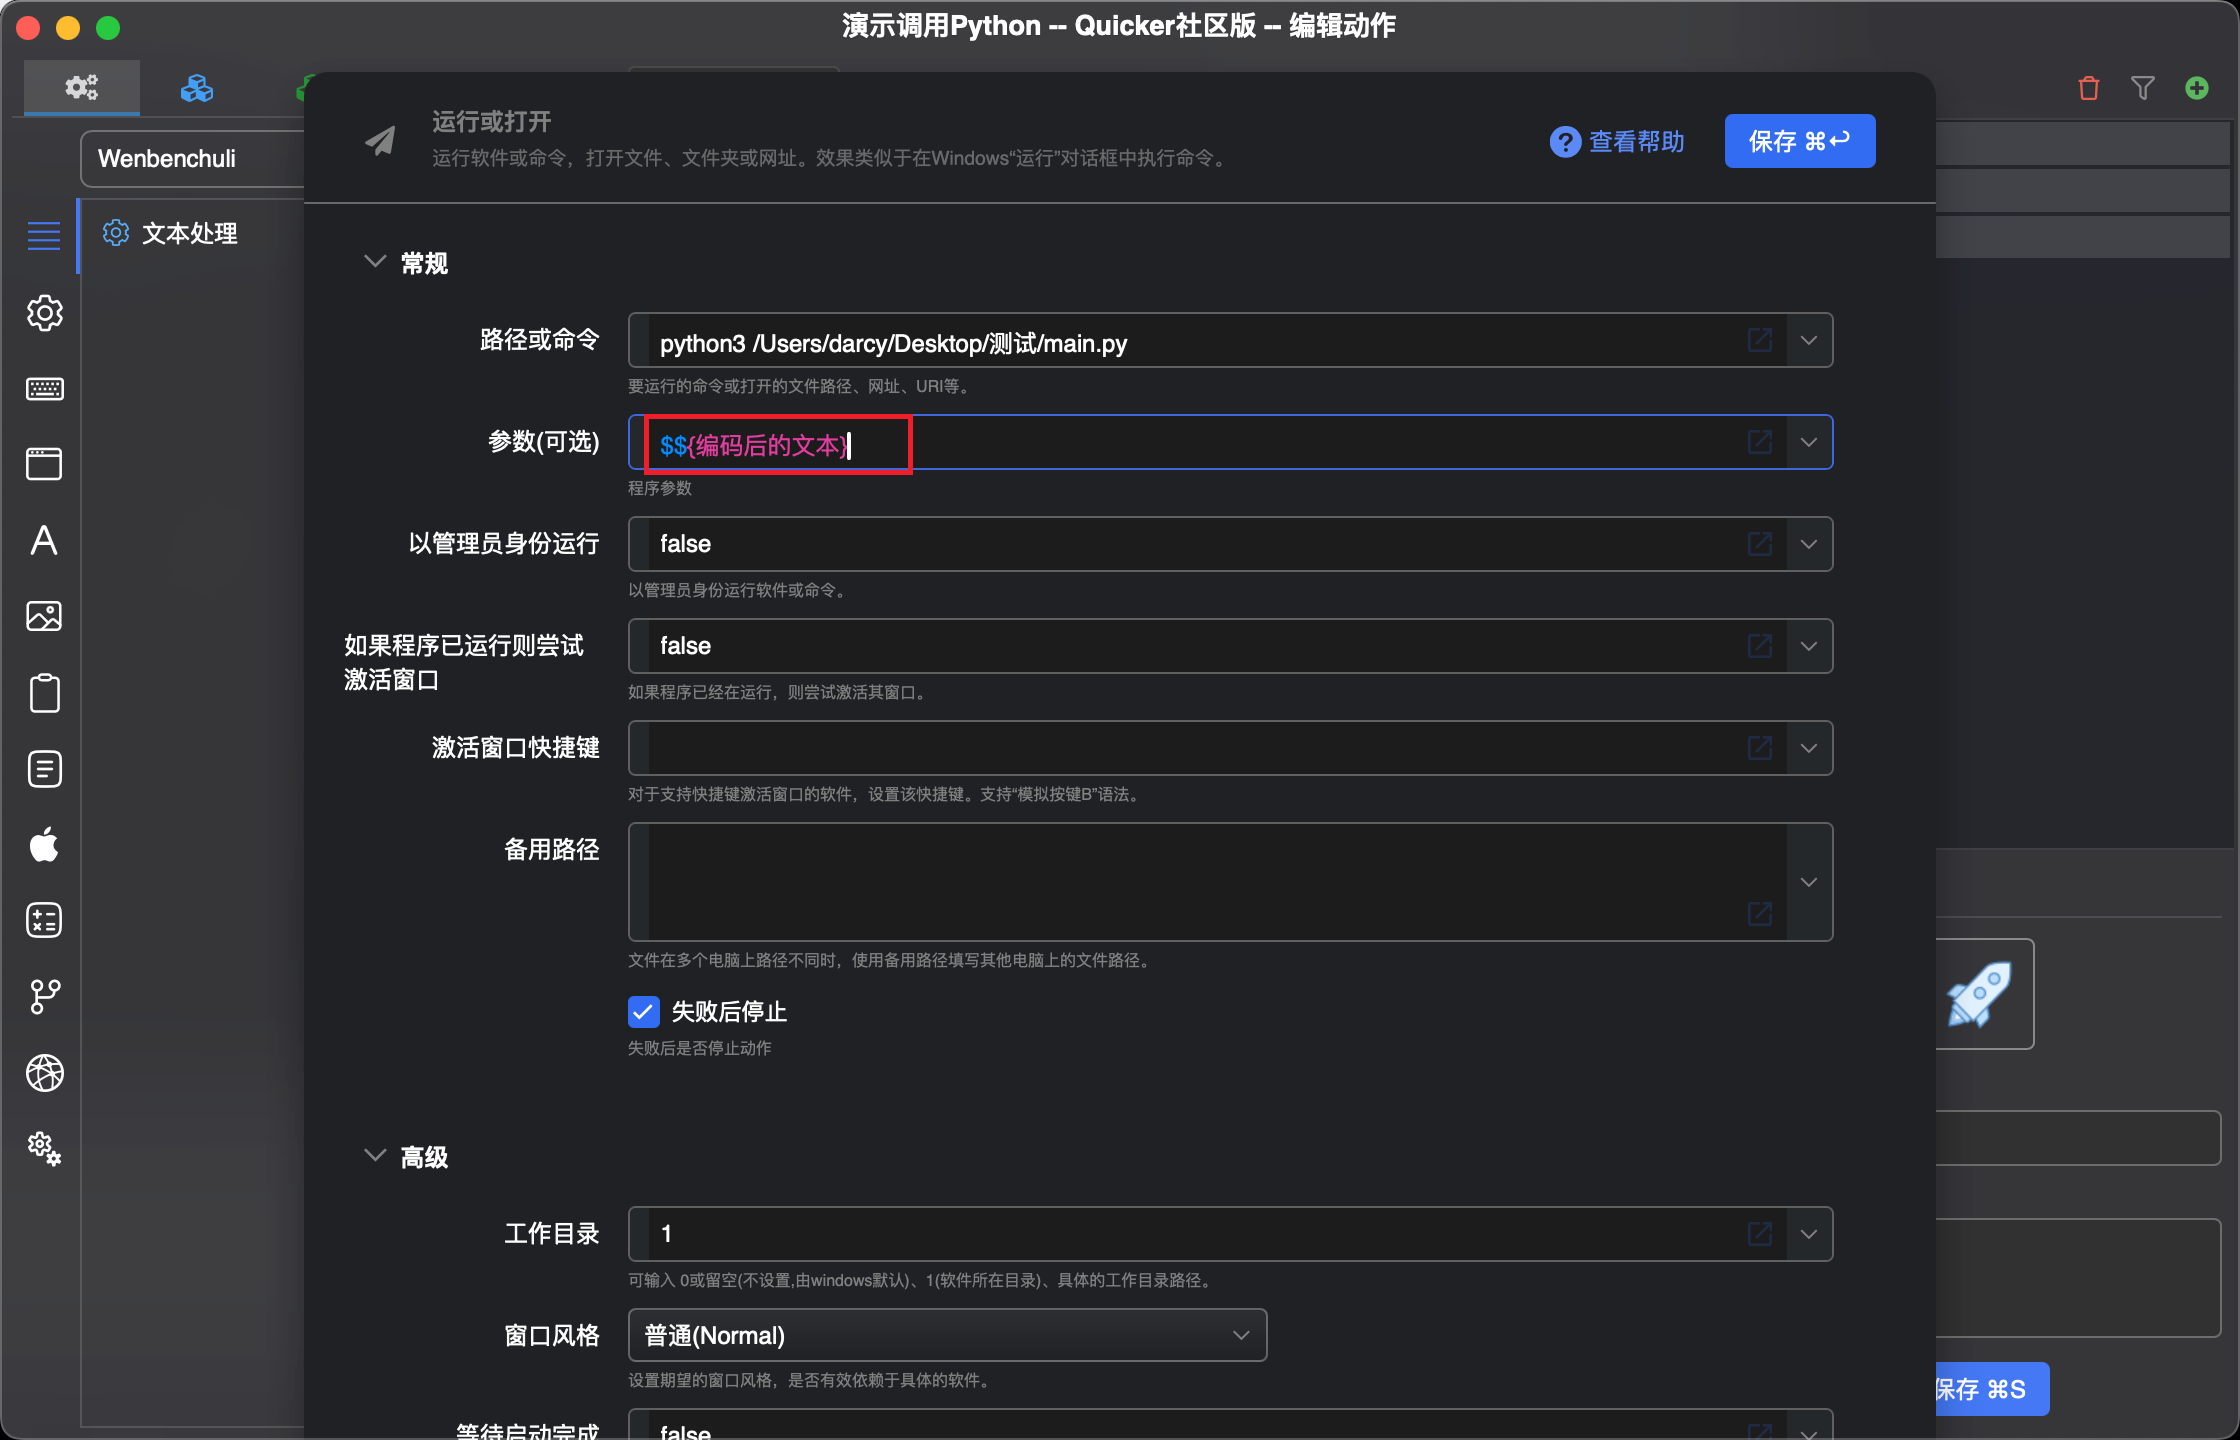 演示调用Python -- Quicker社区版 -- 编辑动作
Wenbenchuli
文本处理
运行或打开
运行软件或命令，打开文件、文件夹或网址。效果类似于在Windows“运行”对话框中执行命令。
查看帮助
保存 ⌘↩
常规
路径或命令
python3 /Users/darcy/Desktop/测试/main.py
要运行的命令或打开的文件路径、网址、URI等。
参数(可选)
$${编码后的文本}
程序参数
以管理员身份运行
false
以管理员身份运行软件或命令。
如果程序已运行则尝试
激活窗口
false
如果程序已经在运行，则尝试激活其窗口。
激活窗口快捷键
对于支持快捷键激活窗口的软件，设置该快捷键。支持“模拟按键B”语法。
备用路径
文件在多个电脑上路径不同时，使用备用路径填写其他电脑上的文件路径。
失败后停止
失败后是否停止动作
高级
工作目录
1
可输入 0或留空(不设置,由windows默认)、1(软件所在目录)、具体的工作目录路径。
窗口风格
普通(Normal)
设置期望的窗口风格，是否有效依赖于具体的软件。
保存 ⌘S
等待启动完成
false